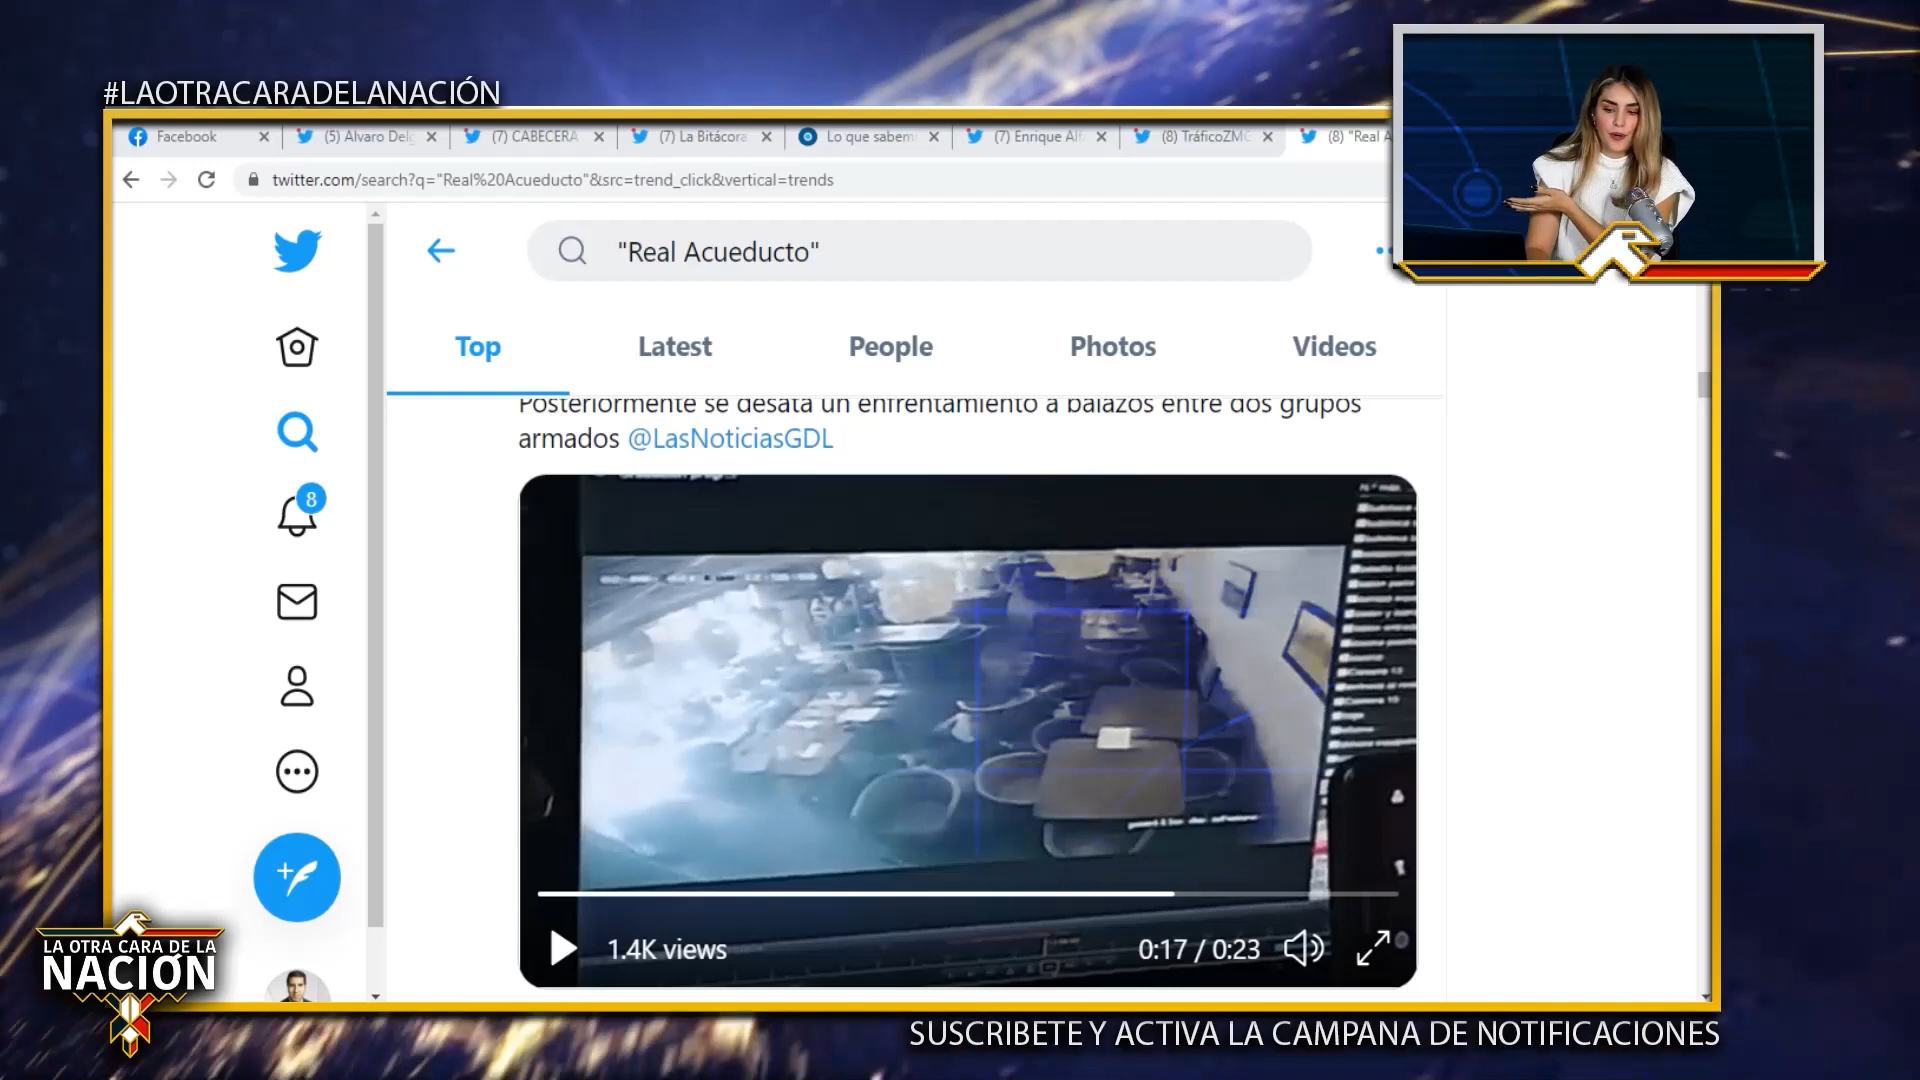 #LAOTRACARADELANACIÓN
Facebook
(5) Alvaro Delg
(7) CABECERA
(7) La Bitácora
Lo que sabem
(7) Enrique Alf
(8) TráficoZMG
(8) "Real A
twitter.com/search?q="Real%20Acueducto"&src=trend_click&vertical=trends
"Real Acueducto"
Top
Latest
People
Photos
Videos
Posteriormente se desata un enfrentamiento a balazos entre dos grupos
armados @LasNoticiasGDL
8
1.4K views
0:17 / 0:23
LA OTRA CARA DE LA
NACIÓN
SUSCRIBETE Y ACTIVA LA CAMPANA DE NOTIFICACIONES